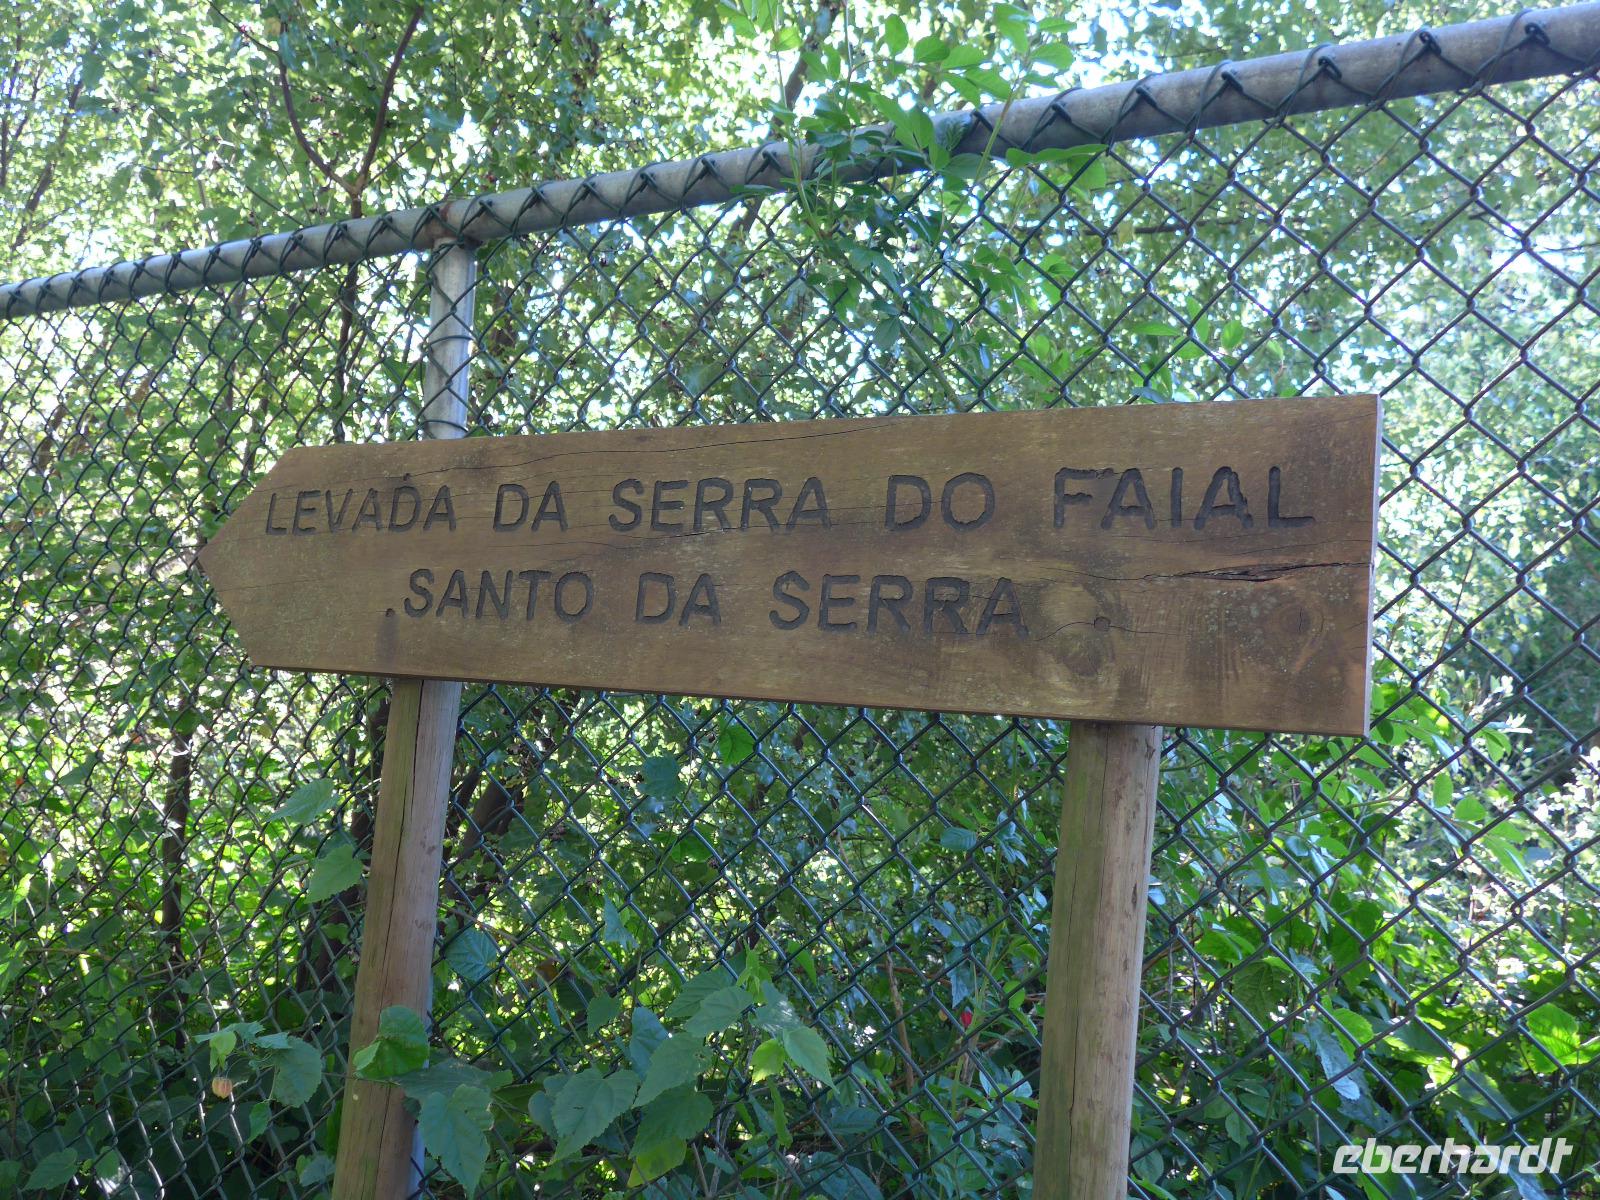 LEVADA DA SERRA DO FAIAL
SANTO DA SERRA
eberhardt